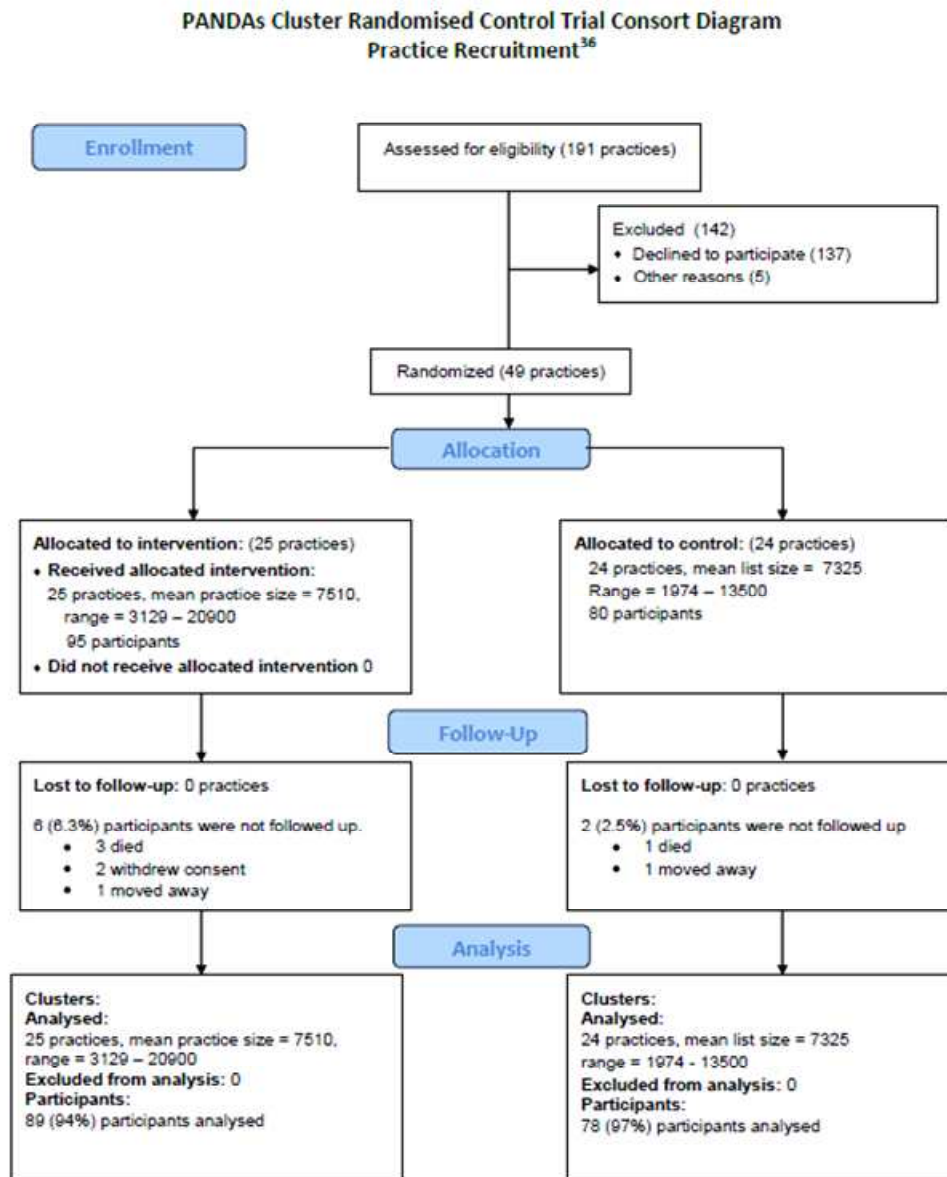 PANDAs Cluster Randomised Control Trial Consort Diagram
Practice Recruitment36
Enrollment
Assessed for eligibility (191 practices)
Excluded (142)
• Declined to participate (137)
• Other reasons (5)
Randomized (49 practices)
Allocation
Allocated to intervention: (25 practices)
• Received allocated intervention:
25 practices, mean practice size = 7510,
range = 3129 – 20900
95 participants
• Did not receive allocated intervention 0
Allocated to control: (24 practices)
24 practices, mean list size = 7325
Range = 1974 – 13500
80 participants
Follow-Up
Lost to follow-up: 0 practices
6 (6.3%) participants were not followed up.
• 3 died
• 2 withdrew consent
• 1 moved away
Lost to follow-up: 0 practices
2 (2.5%) participants were not followed up
• 1 died
• 1 moved away
Analysis
Clusters:
Analysed:
25 practices, mean practice size = 7510,
range = 3129 – 20900
Excluded from analysis: 0
Participants:
89 (94%) participants analysed
Clusters:
Analysed:
24 practices, mean list size = 7325
range = 1974 - 13500
Excluded from analysis: 0
Participants:
78 (97%) participants analysed